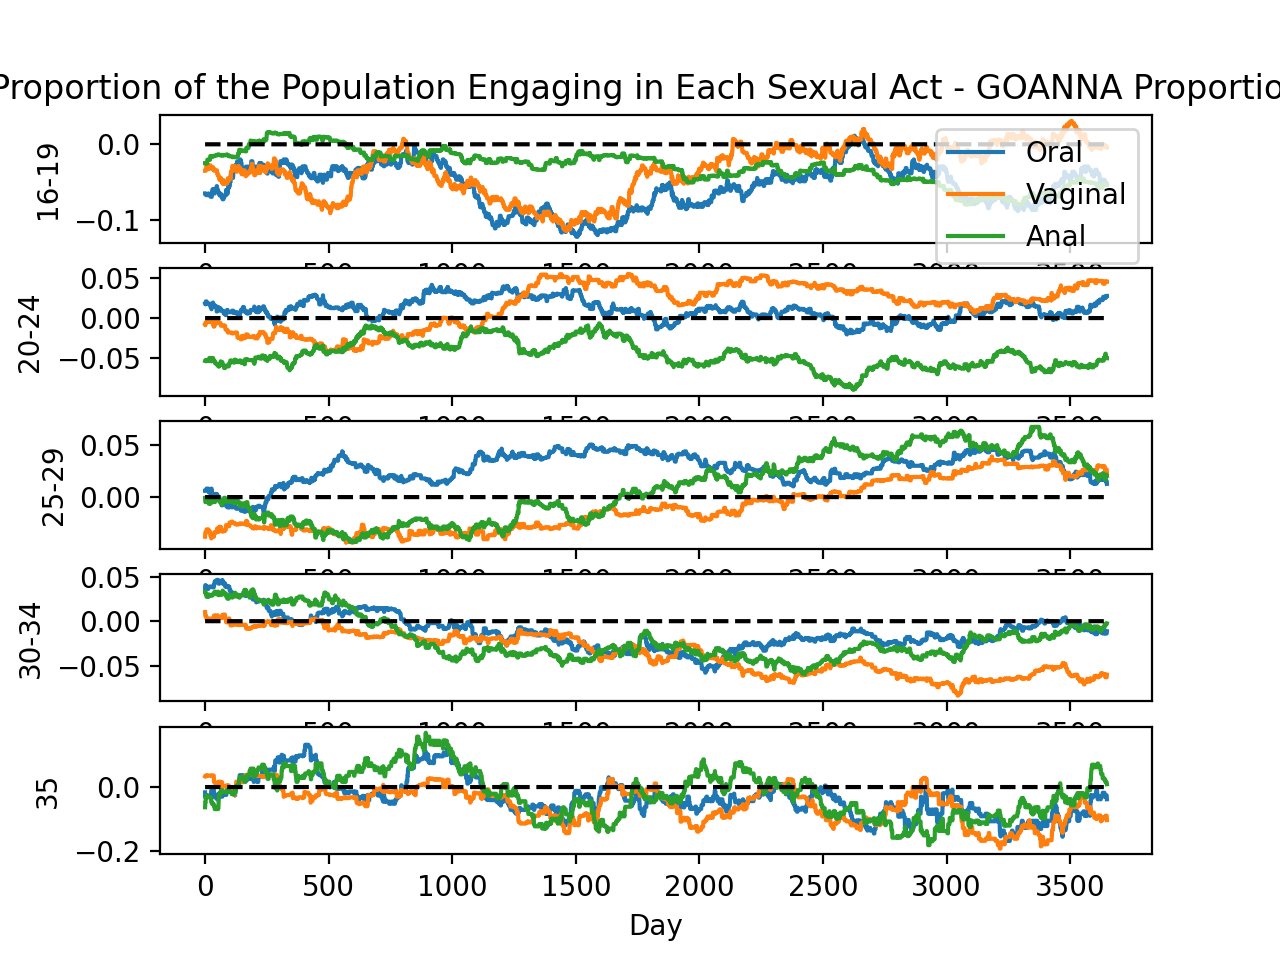 Proportion of the Population Engaging in Each Sexual Act - GOANNA Proportio
16-19
0.0
−0.1
Oral
Vaginal
Anal
20-24
0.05
0.00
−0.05
25-29
0.05
0.00
30-34
0.05
0.00
−0.05
35
0.0
−0.2
0 500 1000 1500 2000 2500 3000 3500
Day